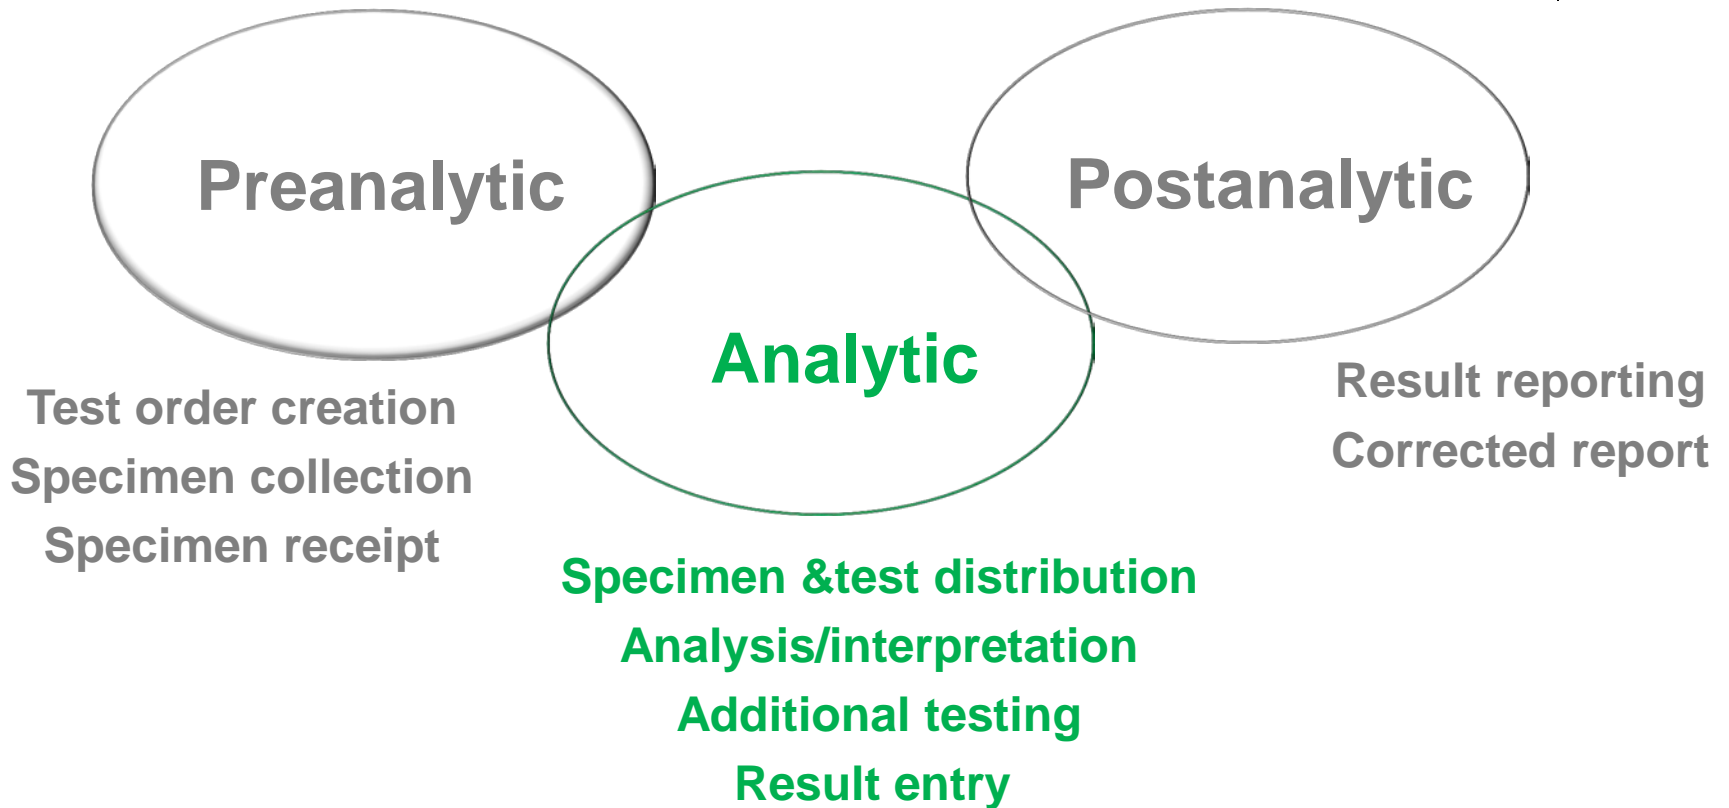 Preanalytic
Postanalytic
Analytic
Test order creation
Specimen collection
Specimen receipt
Result reporting
Corrected report
Specimen &test distribution
Analysis/interpretation
Additional testing
Result entry